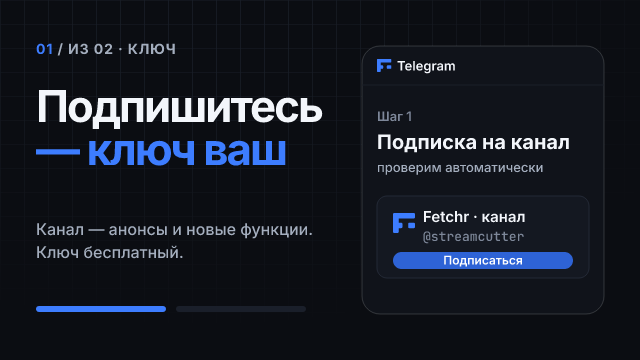 01 / ИЗ 02 · КЛЮЧ
Подпишитесь
— ключ ваш
Канал — анонсы и новые функции.
Ключ бесплатный.
Telegram
Шаг 1
Подписка на канал
проверим автоматически
Fetchr · канал
@streamcutter
Подписаться